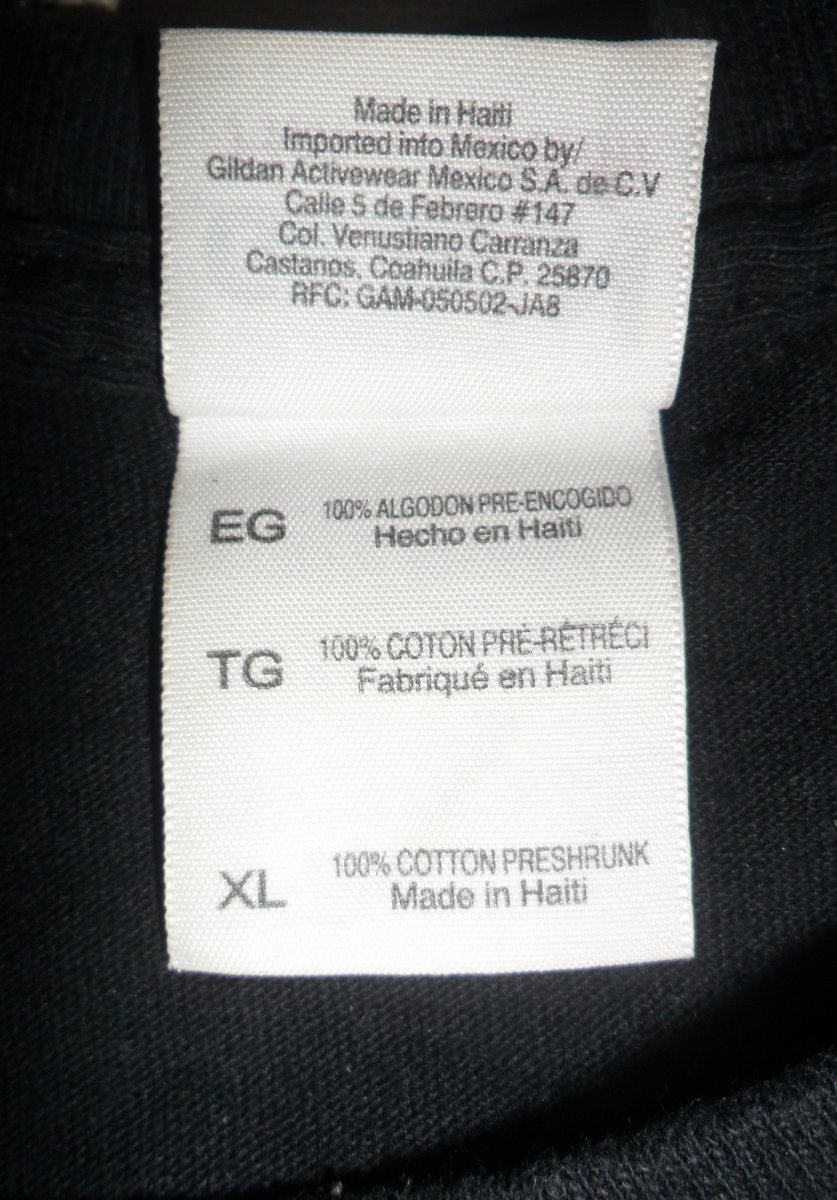 Made in Haiti
Imported into Mexico by/
Gildan Activewear Mexico S.A. de C.V
Calle 5 de Febrero #147
Col. Venustiano Carranza
Castanos, Coahuila C.P. 25870
RFC: GAM-050502-JA8
EG 100% ALGODON PRE-ENCOGIDO
Hecho en Haiti
TG 100% COTON PRÉ-RÉTRÉCI
Fabriqué en Haiti
XL 100% COTTON PRESHRUNK
Made in Haiti